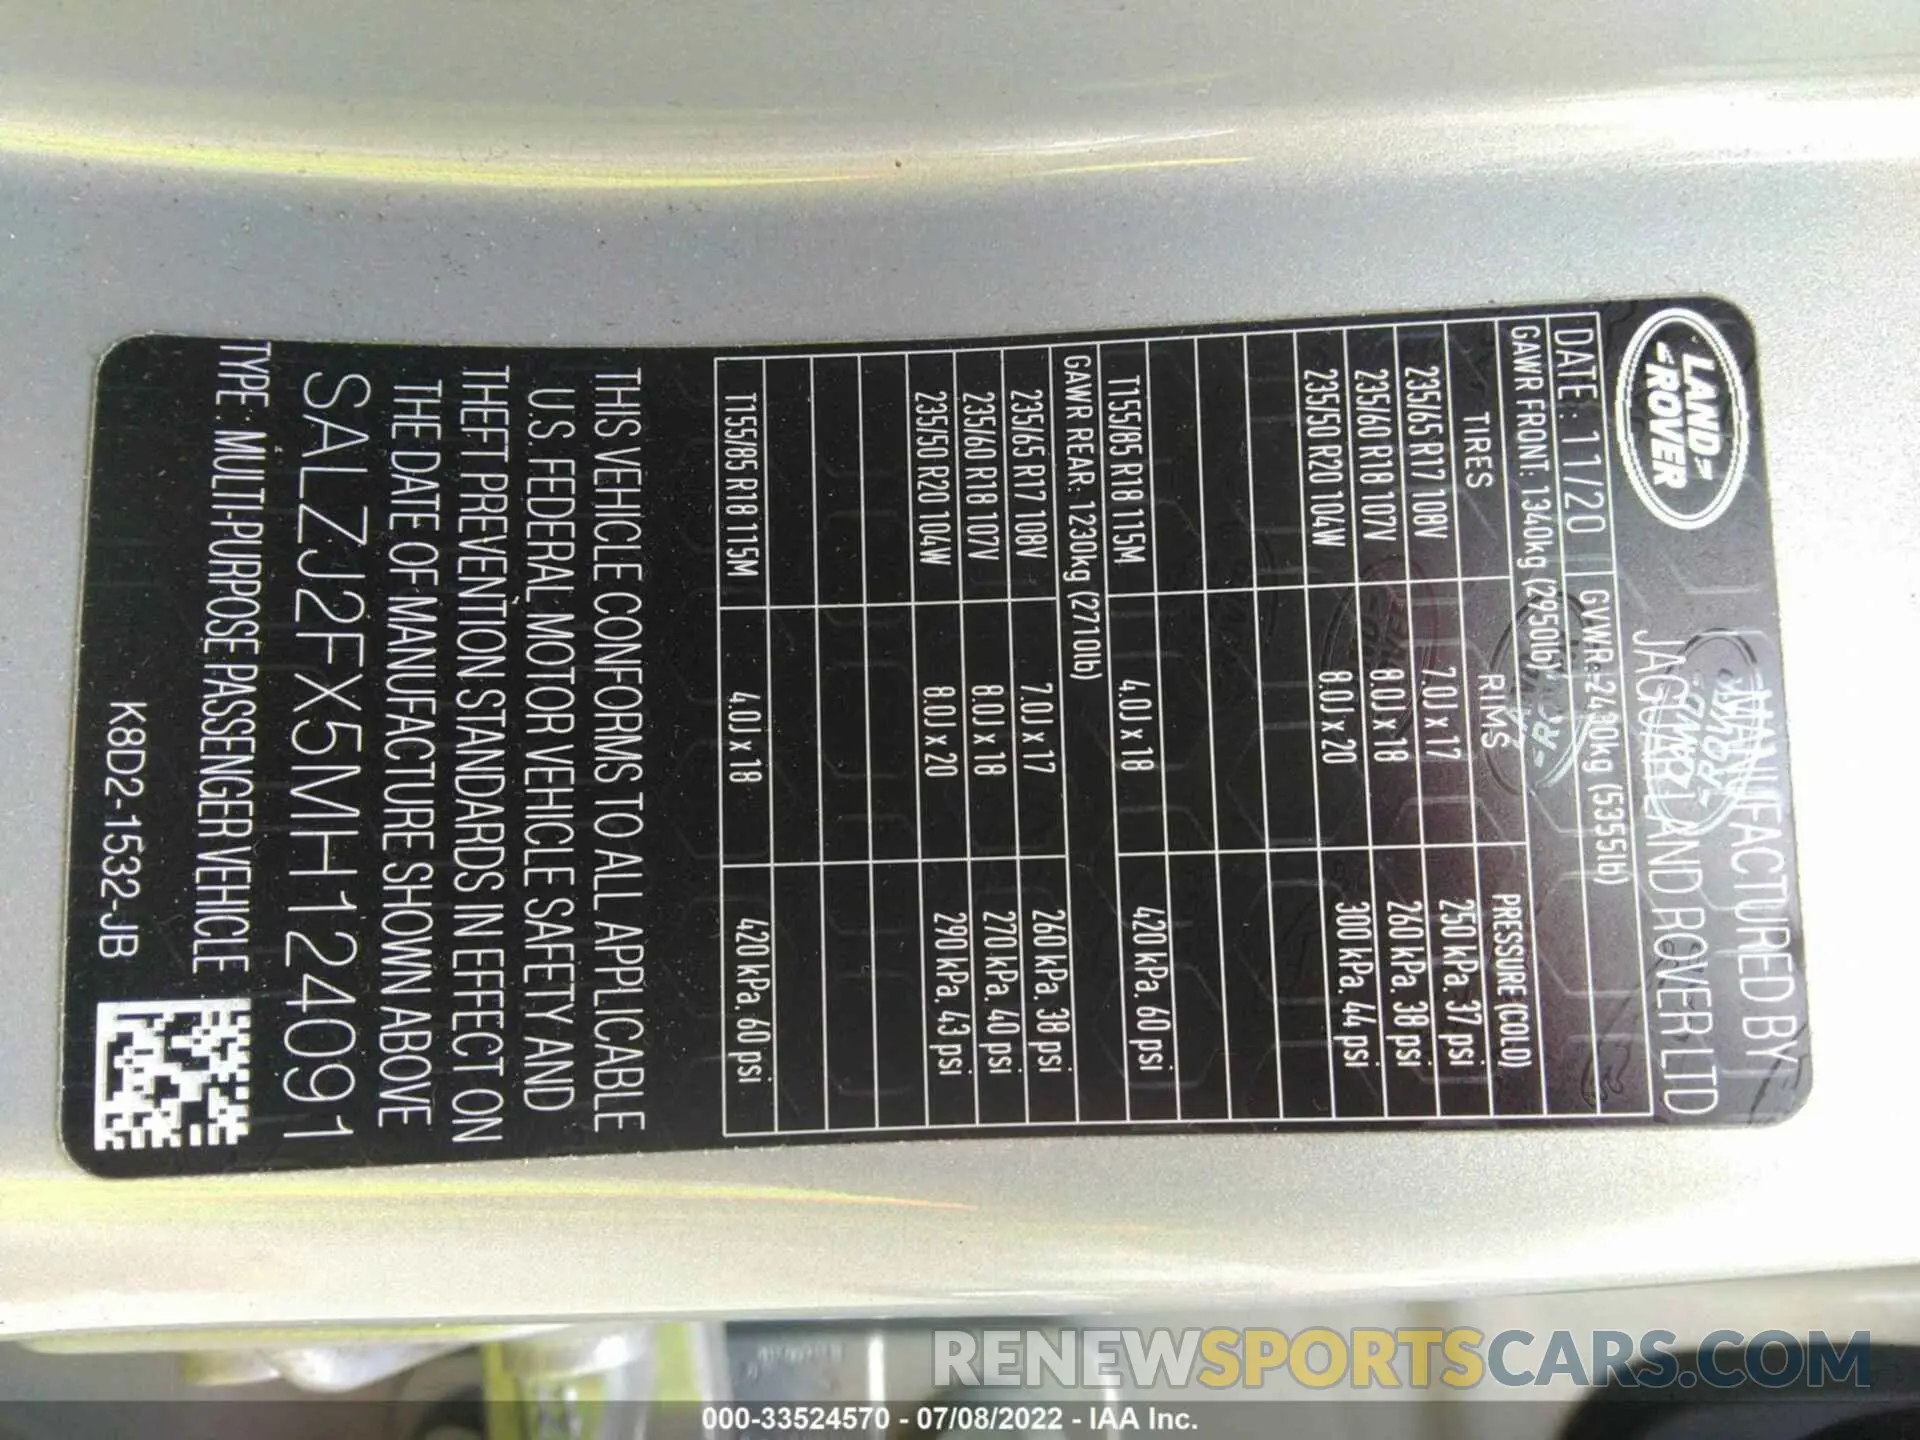 LAND
ROVER
MANUFACTURED BY
JAGUAR LAND ROVER LTD
DATE: 11/20 GVWR: 2430kg (5355lb)
GAWR FRONT: 1340kg (2950lb)
TIRES RIMS PRESSURE (COLD)
235/65 R17 108V 7.0J x 17 250 kPa. 37 psi
235/60 R18 107V 8.0J x 18 260 kPa. 38 psi
235/50 R20 104W 8.0J x 20 300 kPa. 44 psi
T155/85 R18 115M 4.0J x 18 420 kPa. 60 psi
GAWR REAR: 1230kg (2710lb)
235/65 R17 108V 7.0J x 17 260 kPa. 38 psi
235/60 R18 107V 8.0J x 18 270 kPa. 40 psi
235/50 R20 104W 8.0J x 20 290 kPa. 43 psi
T155/85 R18 115M 4.0J x 18 420 kPa. 60 psi
THIS VEHICLE CONFORMS TO ALL APPLICABLE
U.S. FEDERAL MOTOR VEHICLE SAFETY AND
THEFT PREVENTION STANDARDS IN EFFECT ON
THE DATE OF MANUFACTURE SHOWN ABOVE
SALZJ2FX5MH124091
TYPE: MULTI-PURPOSE PASSENGER VEHICLE
K8D2-1532-JB
RENEWSPORTSCARS.COM
000-33524570 - 07/08/2022 - IAA Inc.